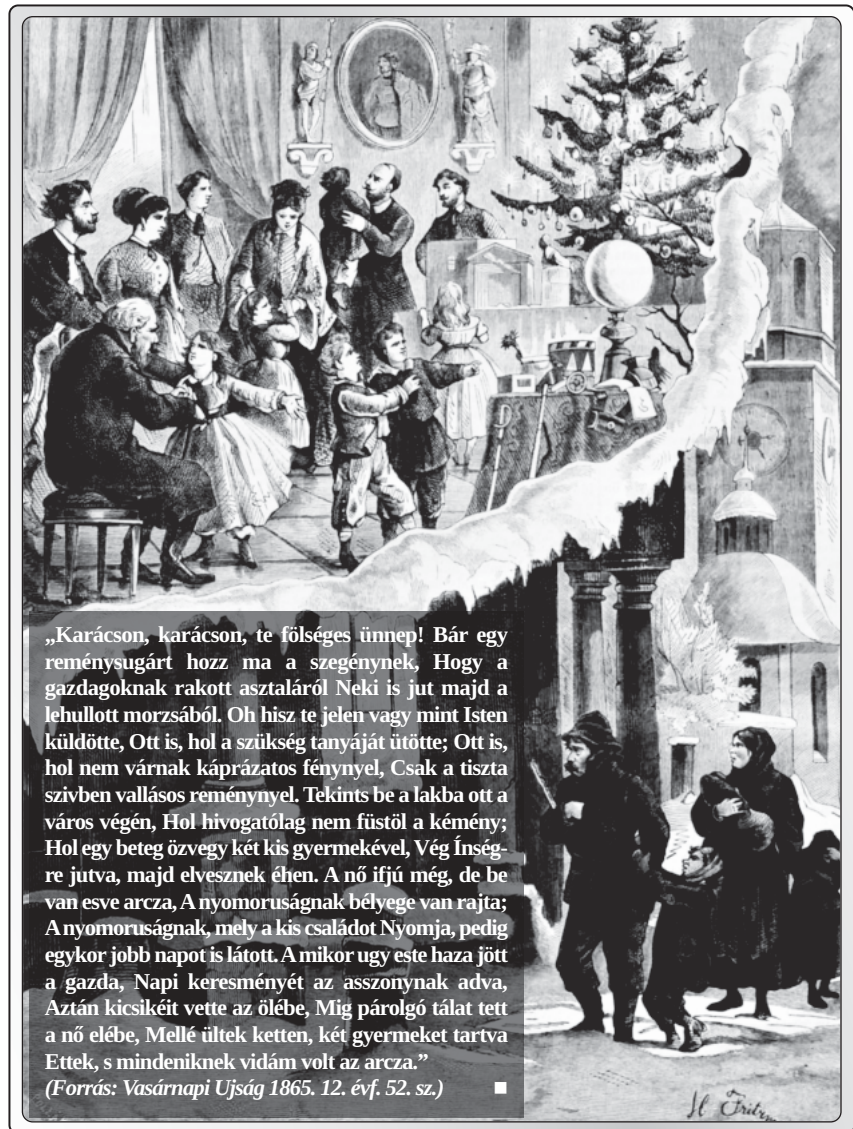 „Karácson, karácson, te fölséges ünnep! Bár egy
reménysugárt hozz ma a szegénynek, Hogy a
gazdagoknak rakott asztaláról Neki is jut majd a
lehullott morzsából. Oh hisz te jelen vagy mint Isten
küldötte, Ott is, hol a szükség tanyáját ütötte; Ott is,
hol nem várnak káprázatos fénynyel, Csak a tiszta
szivben vallásos reménynyel. Tekints be a lakba ott a
város végén, Hol hivogatólag nem füstöl a kémény;
Hol egy beteg özvegy két kis gyermekével, Vég Ínség-
re jutva, majd elvesznek éhen. A nő ifjú még, de be
van esve arcza, A nyomoruságnak bélyege van rajta;
A nyomoruságnak, mely a kis családot Nyomja, pedig
egykor jobb napot is látott. A mikor ugy este haza jött
a gazda, Napi keresményét az asszonynak adva,
Aztán kicsikéit vette az ölébe, Mig párolgó tálat tett
a nő elébe, Mellé ültek ketten, két gyermeket tartva
Ettek, s mindeniknek vidám volt az arcza.”
(Forrás: Vasárnapi Ujság 1865. 12. évf. 52. sz.)